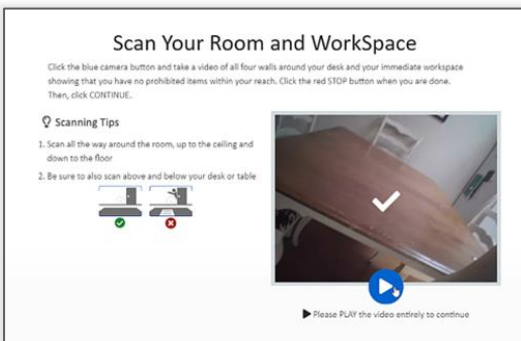 Scan Your Room and WorkSpace
Click the blue camera button and take a video of all four walls around your desk and your immediate workspace
showing that you have no prohibited items within your reach. Click the red STOP button when you are done.
Then, click CONTINUE.
Scanning Tips
1. Scan all the way around the room, up to the ceiling and
down to the floor
2. Be sure to also scan above and below your desk or table
Please PLAY the video entirely to continue